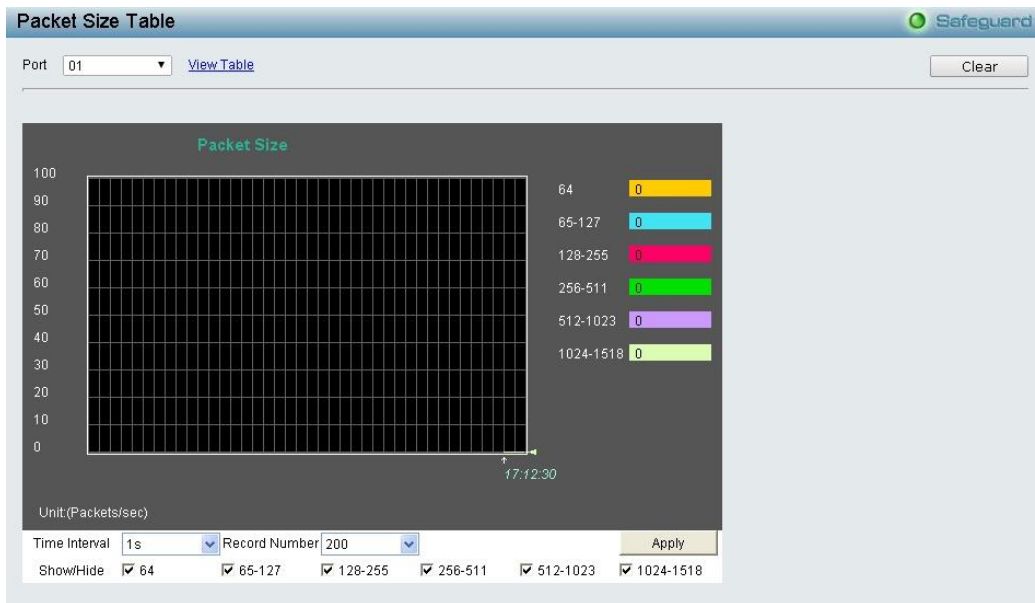 Packet Size Table
Safeguard
Port 01 View Table
Clear
Packet Size
100
90
80
70
60
50
40
30
20
10
0
64 0
65-127 0
128-255 0
256-511 0
512-1023 0
1024-1518 0
17:12:30
Unit:(Packets/sec)
Time Interval 1s Record Number 200 Apply
Show/Hide 64 65-127 128-255 256-511 512-1023 1024-1518